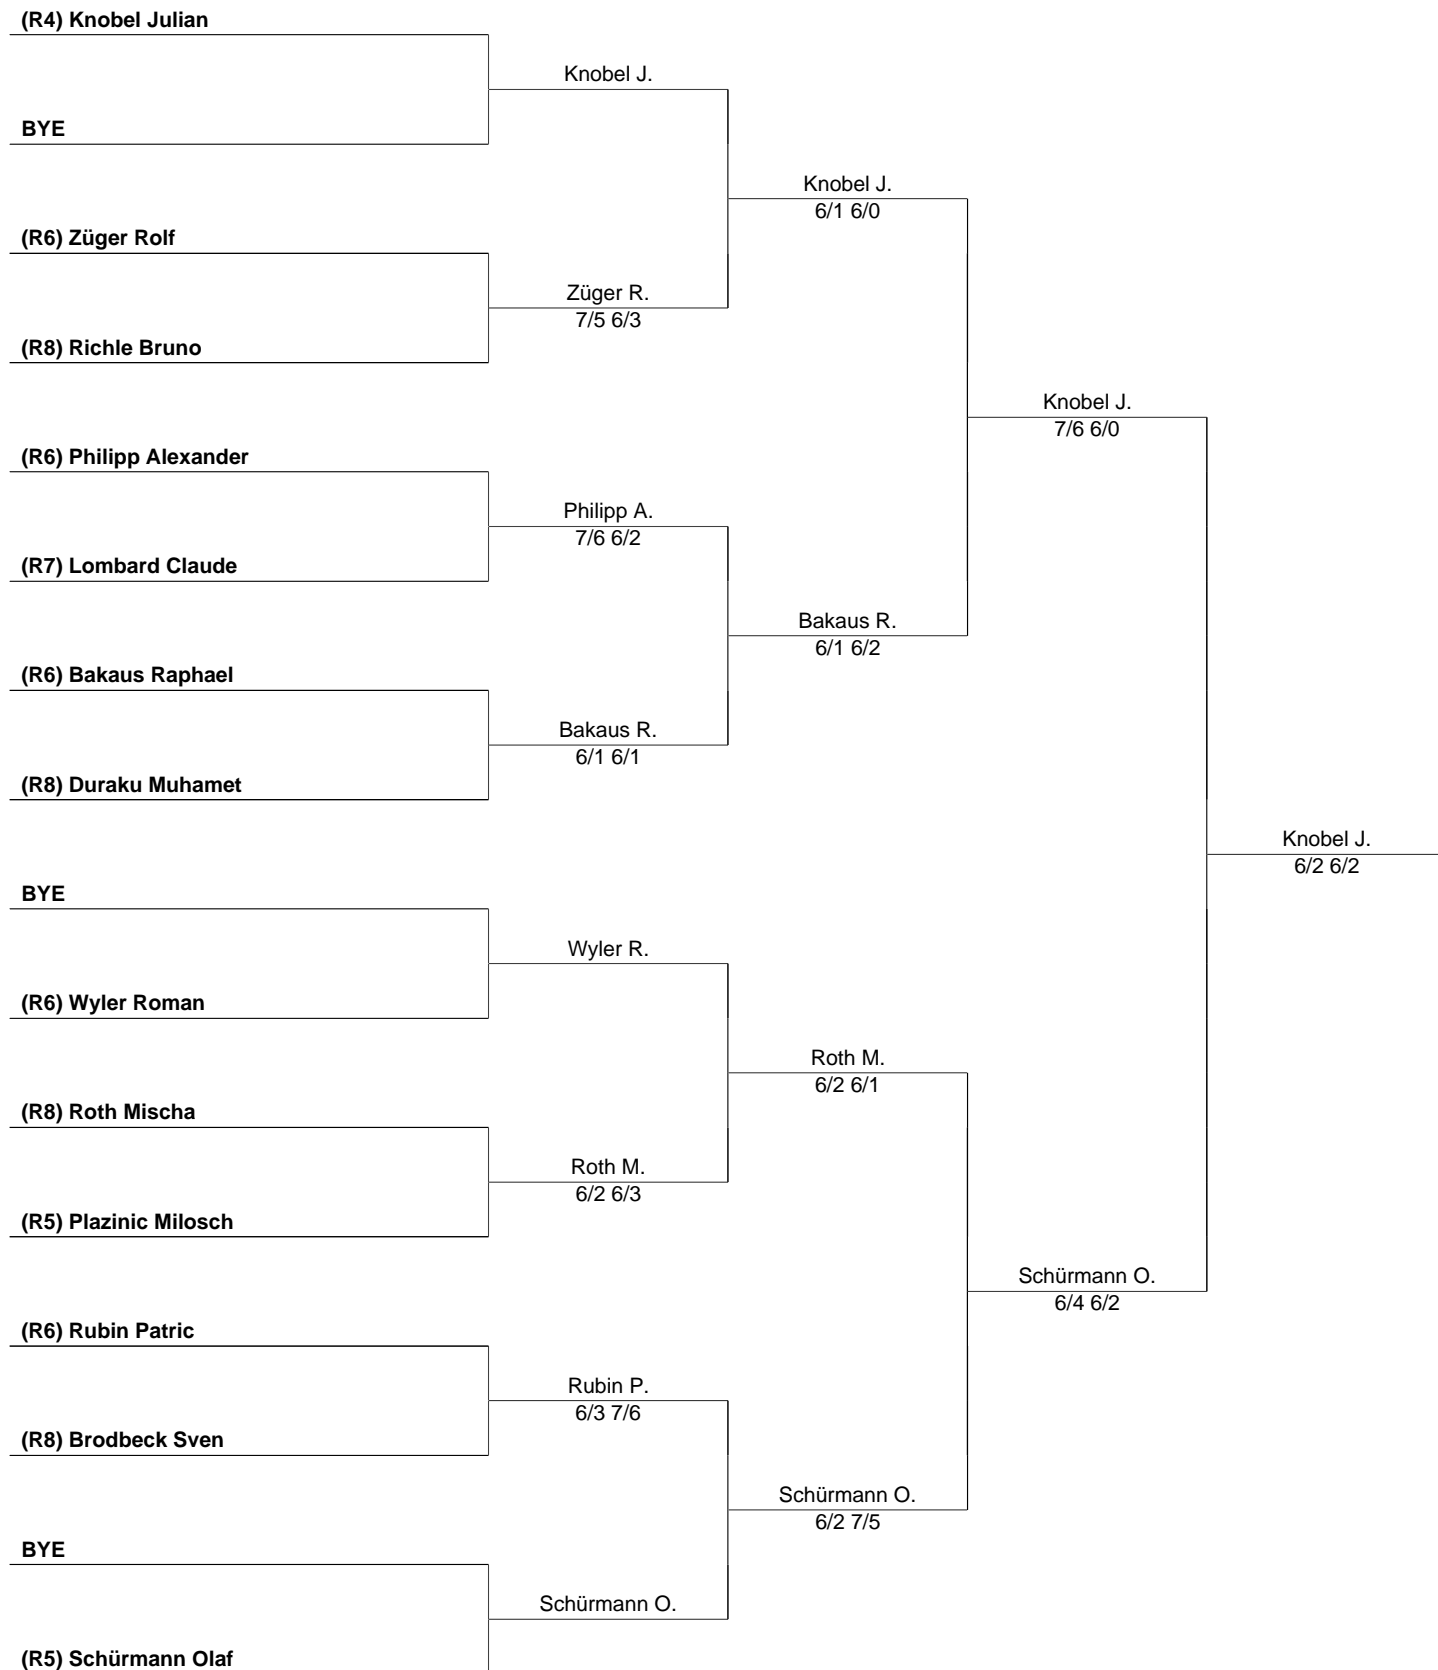 (R4) Knobel Julian
Knobel J.
BYE
Knobel J.
6/1 6/0
(R6) Züger Rolf
Züger R.
7/5 6/3
(R8) Richle Bruno
Knobel J.
7/6 6/0
(R6) Philipp Alexander
Philipp A.
7/6 6/2
(R7) Lombard Claude
Bakaus R.
6/1 6/2
(R6) Bakaus Raphael
Bakaus R.
6/1 6/1
(R8) Duraku Muhamet
Knobel J.
6/2 6/2
BYE
Wyler R.
(R6) Wyler Roman
Roth M.
6/2 6/1
(R8) Roth Mischa
Roth M.
6/2 6/3
(R5) Plazinic Milosch
Schürmann O.
6/4 6/2
(R6) Rubin Patric
Rubin P.
6/3 7/6
(R8) Brodbeck Sven
Schürmann O.
6/2 7/5
BYE
Schürmann O.
(R5) Schürmann Olaf